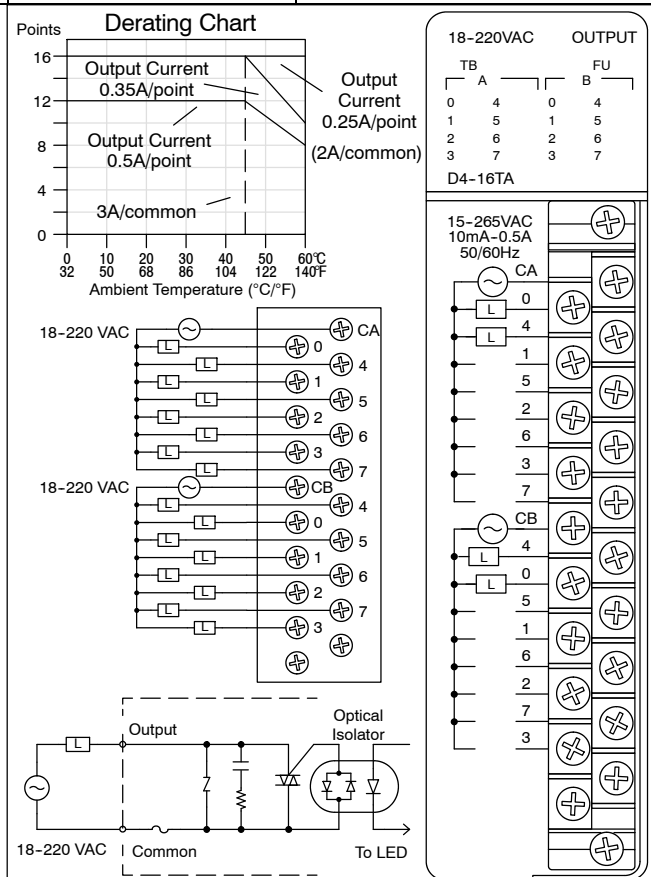 Derating Chart
Points
16
12
8
4
0
Output Current
0.35A/point
Output Current
0.5A/point
3A/common
Output
Current
0.25A/point
(2A/common)
0 10 20 30 40 50 60°C
32 50 68 86 104 122 140°F
Ambient Temperature (°C/°F)
18-220 VAC
CA
L 0
L 4
L 1
L 5
L 2
L 6
L 3
L 7
18-220 VAC
CB
L 4
L 0
L 5
L 1
L 6
L 2
L 7
L 3
Output
Optical
Isolator
L
18-220 VAC
Common
To LED
18-220VAC OUTPUT
TB FU
A B
0 4 0 4
1 5 1 5
2 6 2 6
3 7 3 7
D4-16TA
15-265VAC
10mA-0.5A
50/60Hz
CA
L 0
L 4
1
5
2
6
3
7
CB
L 4
L 0
5
1
6
2
7
3